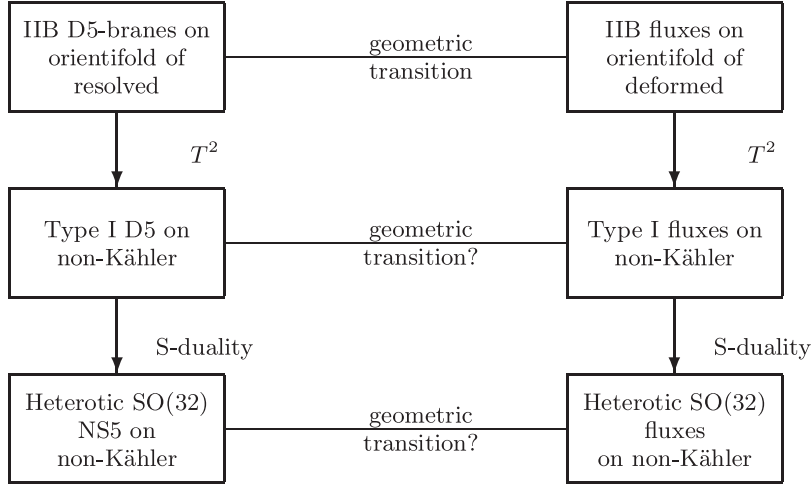 IIB D5-branes on
orientifold of
resolved
geometric
transition
IIB fluxes on
orientifold of
deformed
T²
T²
Type I D5 on
non-Kähler
geometric
transition?
Type I fluxes on
non-Kähler
S-duality
S-duality
Heterotic SO(32)
NS5 on
non-Kähler
geometric
transition?
Heterotic SO(32)
fluxes
on non-Kähler